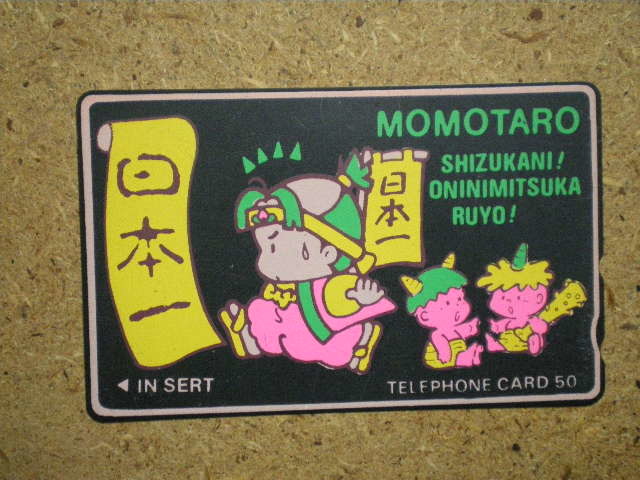 日本一
MOMOTARO
日本一
SHIZUKANI!
ONINIMITSUKA
RUYO!
◀ IN SERT
TELEPHONE CARD 50